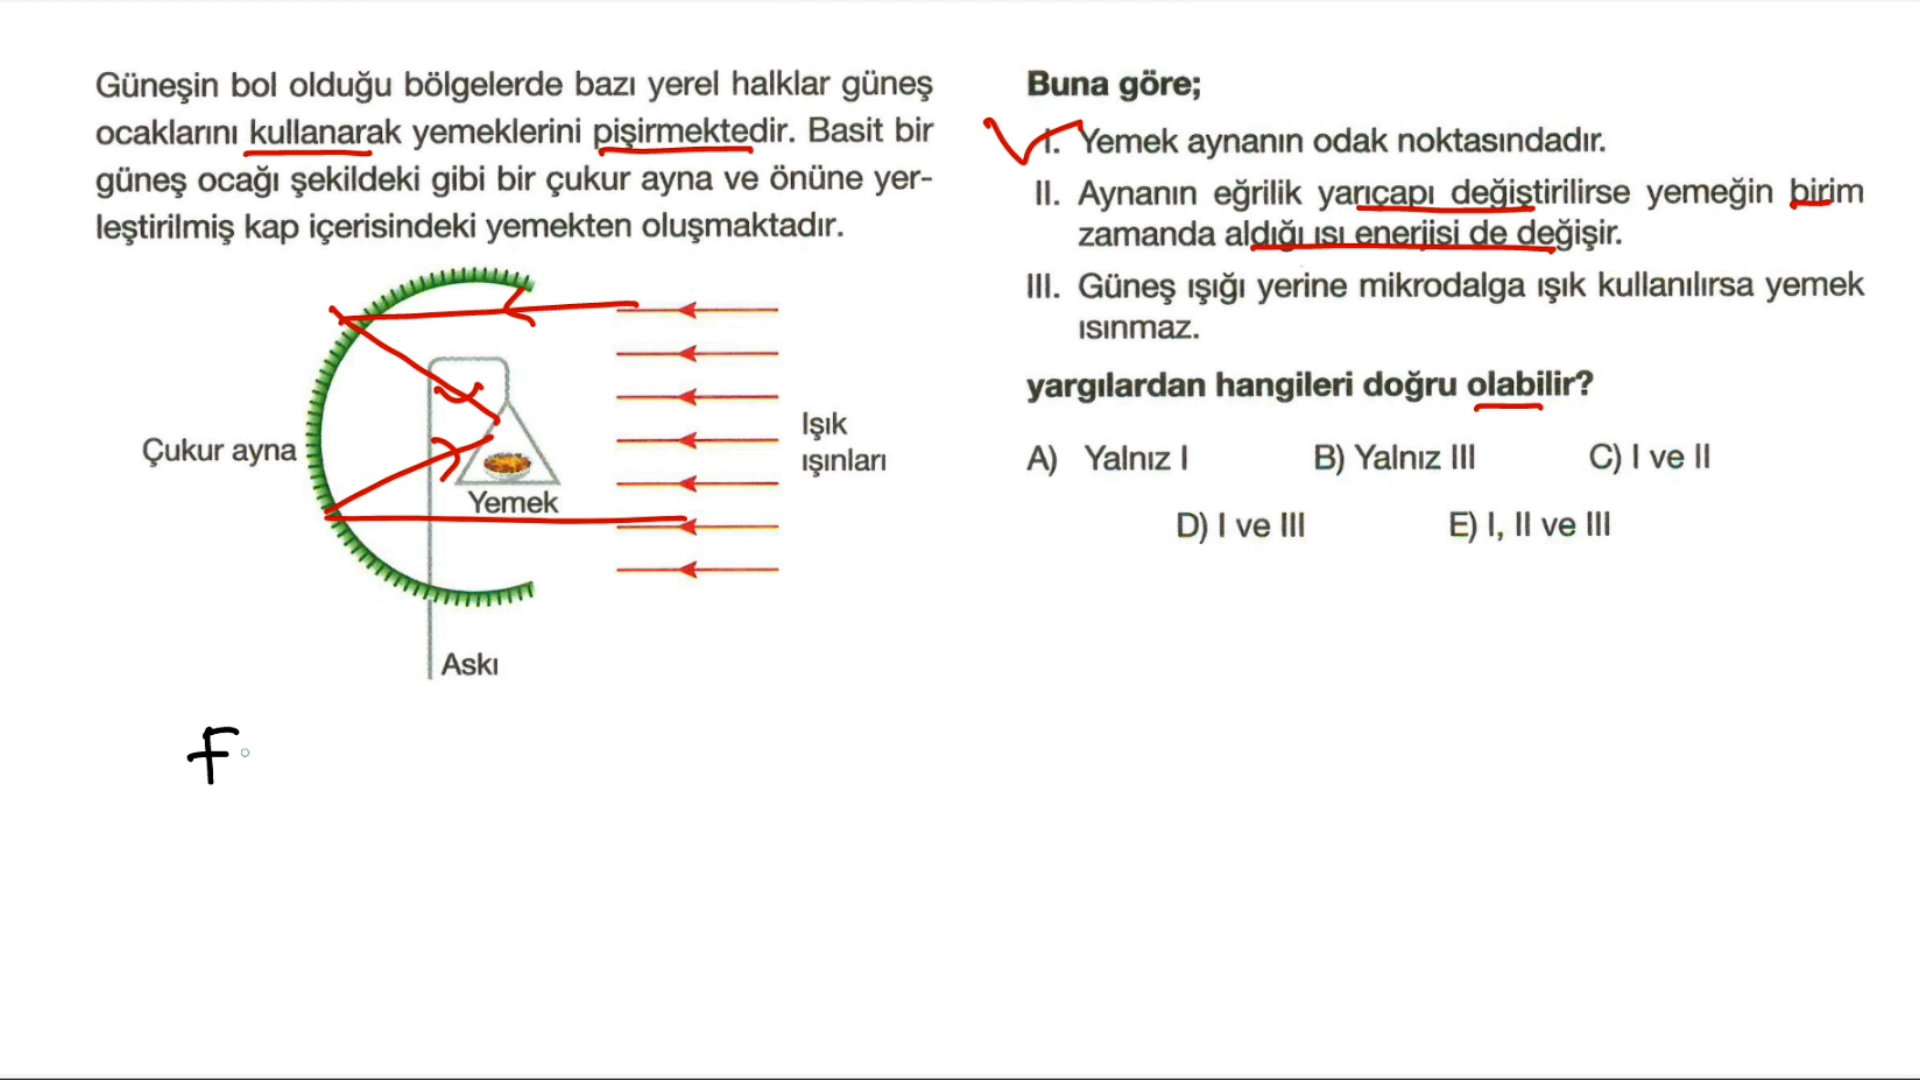 Güneşin bol olduğu bölgelerde bazı yerel halklar güneş
ocaklarını kullanarak yemeklerini pişirmektedir. Basit bir
güneş ocağı şekildeki gibi bir çukur ayna ve önüne yer-
leştirilmiş kap içerisindeki yemekten oluşmaktadır.
Çukur ayna
Yemek
Işık
ışınları
Askı
F
Buna göre;
I. Yemek aynanın odak noktasındadır.
II. Aynanın eğrilik yarıçapı değiştirilirse yemeğin birim
zamanda aldığı ısı enerjisi de değişir.
III. Güneş ışığı yerine mikrodalga ışık kullanılırsa yemek
ısınmaz.
yargılardan hangileri doğru olabilir?
A) Yalnız I B) Yalnız III C) I ve II
D) I ve III E) I, II ve III